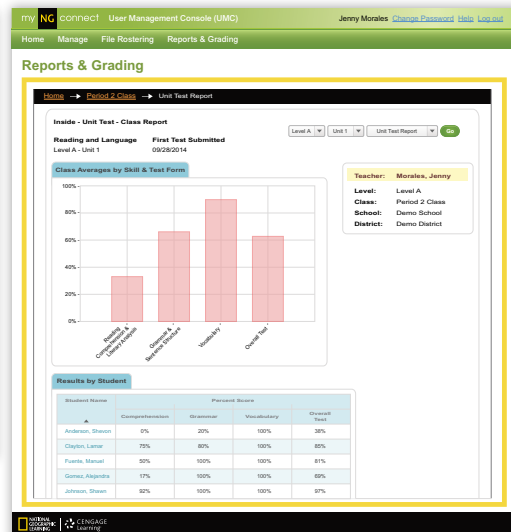 my NG connect User Management Console (UMC) Jenny Morales Change Password Help Log out
Home Manage File Rostering Reports & Grading
Reports & Grading
Home → Period 2 Class → Unit Test Report
Inside - Unit Test - Class Report
Level A Unit 1 Unit Test Report Go
Reading and Language First Test Submitted
Level A - Unit 1 09/28/2014
Class Averages by Skill & Test Form
100%
80%
60%
40%
20%
0%
Reading
Comprehension &
Literary Analysis
Grammar &
Sentence Structure
Vocabulary
Overall Test
Teacher: Morales, Jenny
Level: Level A
Class: Period 2 Class
School: Demo School
District: Demo District
Results by Student
Student Name Percent Score
Comprehension Grammar Vocabulary Overall
Test
Anderson, Shevon 0% 20% 100% 38%
Clayton, Lamar 75% 80% 100% 85%
Fuente, Manuel 50% 100% 100% 81%
Gomez, Alejandro 17% 100% 100% 69%
Johnson, Shawn 92% 100% 100% 97%
NATIONAL
GEOGRAPHIC
LEARNING
CENGAGE
Learning